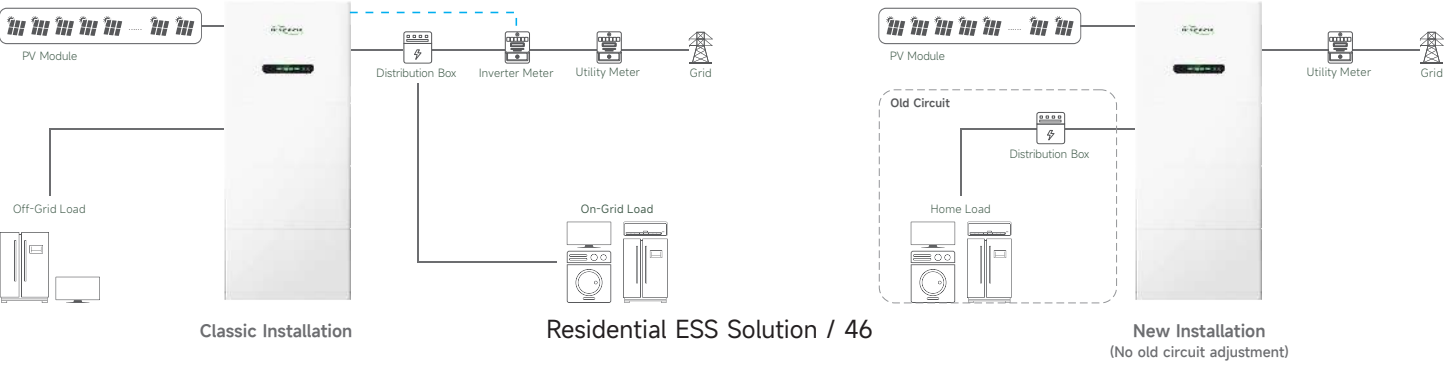 PV Module
Distribution Box
Inverter Meter
Utility Meter
Grid
Off-Grid Load
On-Grid Load
Classic Installation
Residential ESS Solution / 46
PV Module
Utility Meter
Grid
Old Circuit
Distribution Box
Home Load
New Installation
(No old circuit adjustment)